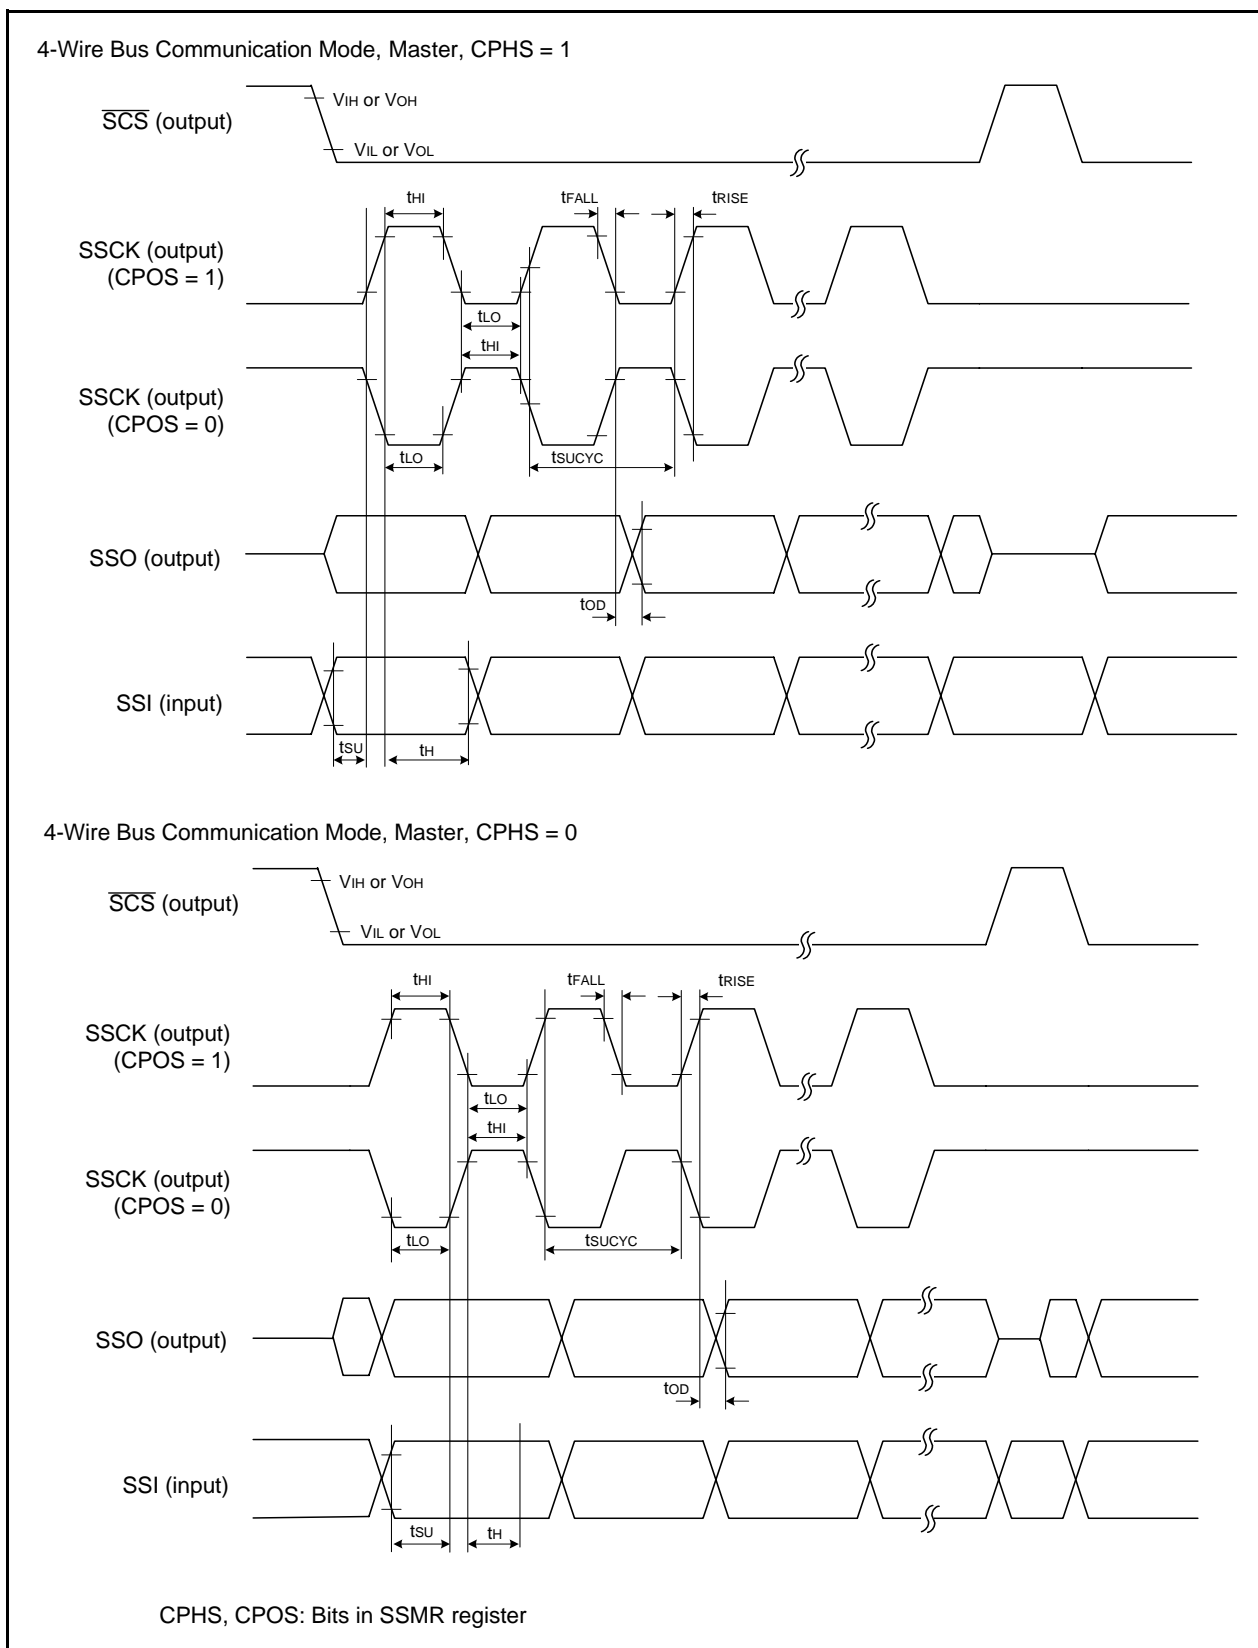 4-Wire Bus Communication Mode, Master, CPHS = 1
VIH or VOH
SCS (output)
VIL or VOL
tHI
tFALL
tRISE
SSCK (output)
(CPOS = 1)
tLO
tHI
SSCK (output)
(CPOS = 0)
tLO
tSUCYC
SSO (output)
tOD
SSI (input)
tSU
tH
4-Wire Bus Communication Mode, Master, CPHS = 0
VIH or VOH
SCS (output)
VIL or VOL
tHI
tFALL
tRISE
SSCK (output)
(CPOS = 1)
tLO
tHI
SSCK (output)
(CPOS = 0)
tLO
tSUCYC
SSO (output)
tOD
SSI (input)
tSU
tH
CPHS, CPOS: Bits in SSMR register